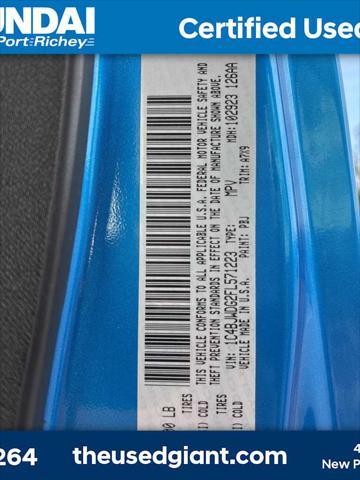 HYUNDAI
Port Richey
Certified Used
THIS VEHICLE CONFORMS TO ALL APPLICABLE U.S.A. FEDERAL MOTOR VEHICLE SAFETY AND
THEFT PREVENTION STANDARDS IN EFFECT ON THE DATE OF MANUFACTURE SHOWN ABOVE.
VIN: 1C4BJWDG2FL571223 TYPE: MPV MDH: 102923 126AA
MADE IN U.S.A. PAINT: PBJ TRIM: A7X9
LB
TIRES
COLD
TIRES
COLD
264
theusedgiant.com
4
New P